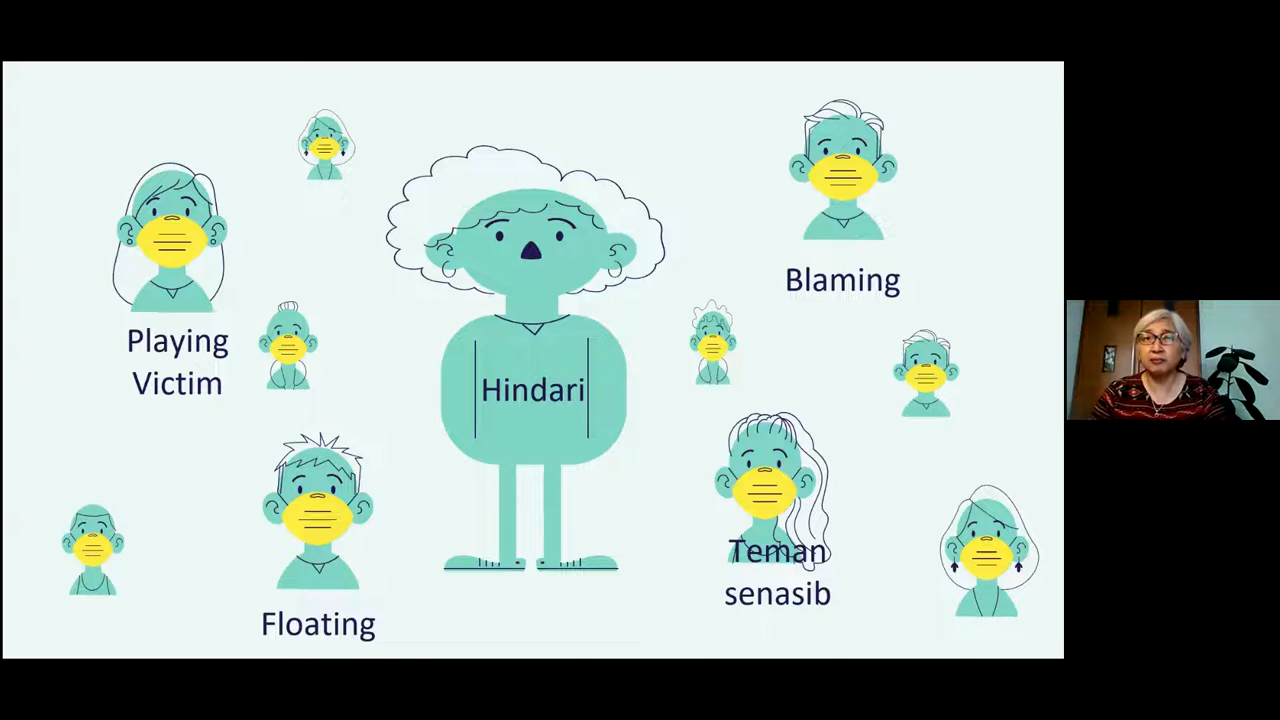 Playing
Victim
Hindari
Blaming
Floating
Teman
senasib